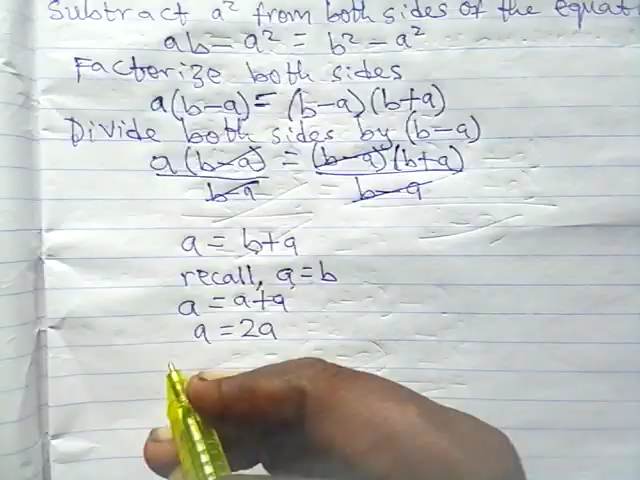 Subtract a² from both sides of the equat
ab - a² = b² - a²
Factorize both sides
a(b-a) = (b-a)(b+a)
Divide both sides by (b-a)
a(b-a) = (b-a)(b+a)
b-a b-a
a = b+a
recall, a = b
a = a+a
a = 2a